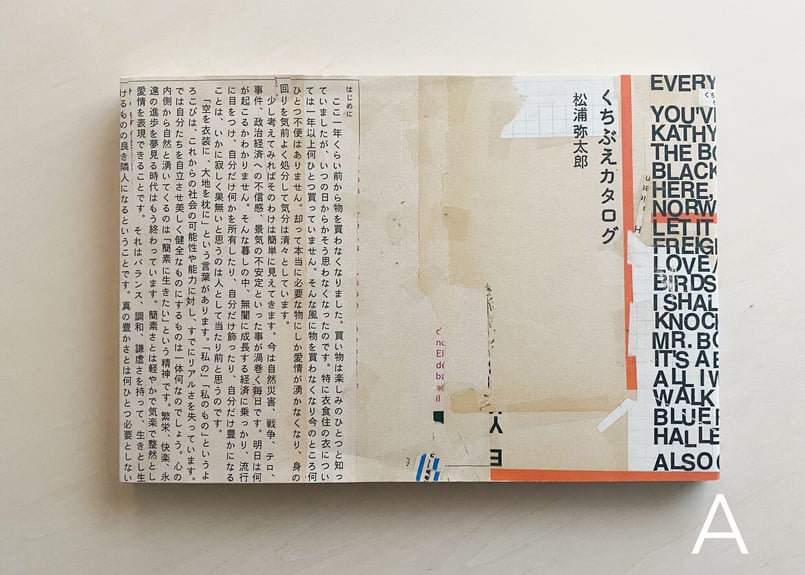 くちぶえカタログ
松浦弥太郎
はじめに
ここ一年くらい前から物を買わなくなりました。買い物は楽しみのひとつと知っ
ていましたが、いつの日からかそう思わなくなったのです。特に衣食住の衣につい
ては一年以上何ひとつ買っていません。そんな風に物を買わなくなり今のところ何
ひとつ不便はありません。却って本当に必要な物にしか愛情が湧かなくなり、身の
回りを気前よく処分して気分は清々としています。
少し考えてみればそのわけは簡単に見えてきます。今は自然災害、戦争、テロ、
事件、政治経済への不信感、景気の不安定といった事が渦巻く毎日です。明日は何
が起こるかわかりません。そんな暮しの中、無闇に成長する経済に乗っかり、流行
に目をつけ、自分だけ何かを所有したり、自分だけ飾ったり、自分だけ豊かになる
ことは、いかに寂しく果無いと思うのは人として当たり前と思うのです。
「空を衣装に、大地を枕に」という言葉があります。「私の」「私のもの」というよ
ろこびは、これからの社会の可能性や能力に対し、すでにリアルさを失っています。
では自分たちを自立させ美しく健全なものにするものは一体何なのでしょう。心の
内側から自然と湧いてくるのは「簡素に生きたい」という精神です。繁栄、快楽、永
遠の進歩を夢見る時代はもう終わっています。簡素さとは軽やかで気楽で整然とし
愛情を表現できることです。それはバランス、調和、謙虚さを持って、生きとし生
けるものの良き隣人になるということです。真の豊かさとは何ひとつ必要としない
EVERY
YOU'VE
KATHY
THE BO
BLACK
HERE,
NORW
LET IT
FREIG
LOVE
BIRDS
I SHAL
KNOCK
MR. BO
IT'S A B
ALL I W
WALK
BLUE
HALLE
ALSO
A